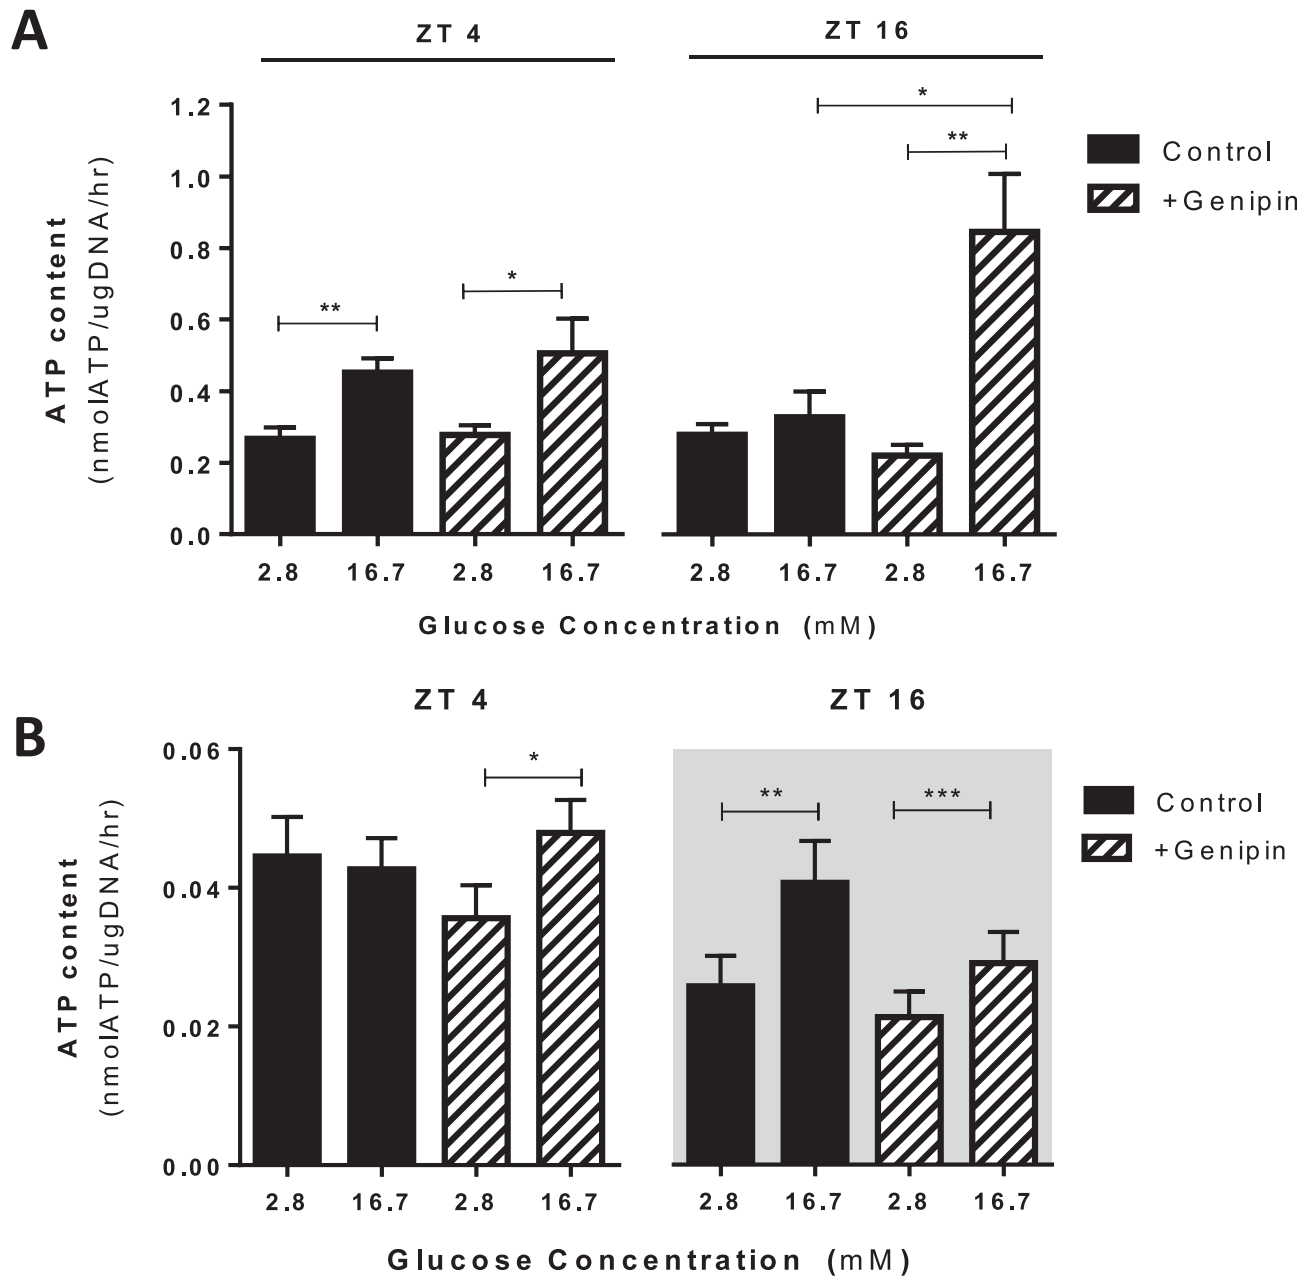 A
ZT 4
ZT 16
1.2
1.0
0.8
0.6
0.4
0.2
0.0
ATP content
(nmolATP/ugDNA/hr)
**
*
*
**
Control
+Genipin
2.8 16.7 2.8 16.7 2.8 16.7 2.8 16.7
Glucose Concentration (mM)
B
ZT 4
ZT 16
0.06
0.04
0.02
0.00
ATP content
(nmolATP/ugDNA/hr)
*
**
***
Control
+Genipin
2.8 16.7 2.8 16.7 2.8 16.7 2.8 16.7
Glucose Concentration (mM)